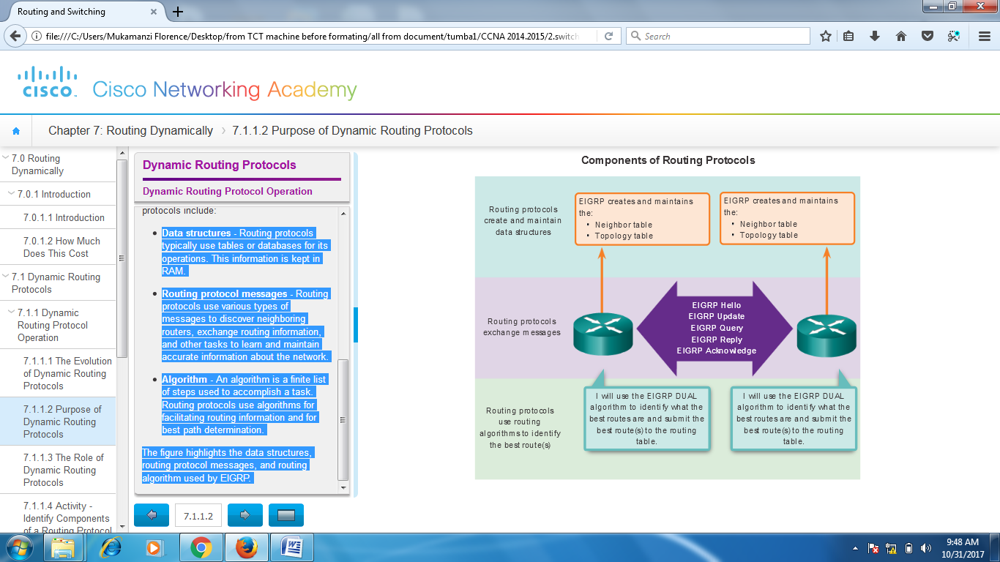 Routing and Switching
file:///C:/Users/Mukamanzi Florence/Desktop/from TCT machine before formating/all from document/tumba1/CCNA 2014.2015/2.switch
Search
CISCO
Cisco Networking Academy
Chapter 7: Routing Dynamically
7.1.1.2 Purpose of Dynamic Routing Protocols
7.0 Routing
Dynamically
7.0.1 Introduction
7.0.1.1 Introduction
7.0.1.2 How Much
Does This Cost
7.1 Dynamic Routing
Protocols
7.1.1 Dynamic
Routing Protocol
Operation
7.1.1.1 The Evolution
of Dynamic Routing
Protocols
7.1.1.2 Purpose of
Dynamic Routing
Protocols
7.1.1.3 The Role of
Dynamic Routing
Protocols
7.1.1.4 Activity -
Identify Components
of a Routing Protocol
Dynamic Routing Protocols
Dynamic Routing Protocol Operation
protocols include:
• Data structures - Routing protocols
typically use tables or databases for its
operations. This information is kept in
RAM.
• Routing protocol messages - Routing
protocols use various types of
messages to discover neighboring
routers, exchange routing information,
and other tasks to learn and maintain
accurate information about the network.
• Algorithm - An algorithm is a finite list
of steps used to accomplish a task.
Routing protocols use algorithms for
facilitating routing information and for
best path determination.
The figure highlights the data structures,
routing protocol messages, and routing
algorithm used by EIGRP.
7.1.1.2
Components of Routing Protocols
Routing protocols
create and maintain
data structures
EIGRP creates and maintains
the:
• Neighbor table
• Topology table
EIGRP creates and maintains
the:
• Neighbor table
• Topology table
Routing protocols
exchange messages
EIGRP Hello
EIGRP Update
EIGRP Query
EIGRP Reply
EIGRP Acknowledge
Routing protocols
use routing
algorithms to identify
the best route(s)
I will use the EIGRP DUAL
algorithm to identify what the
best routes are and submit the
best route(s) to the routing
table.
I will use the EIGRP DUAL
algorithm to identify what the
best routes are and submit the
best route(s) to the routing
table.
9:48 AM
10/31/2017